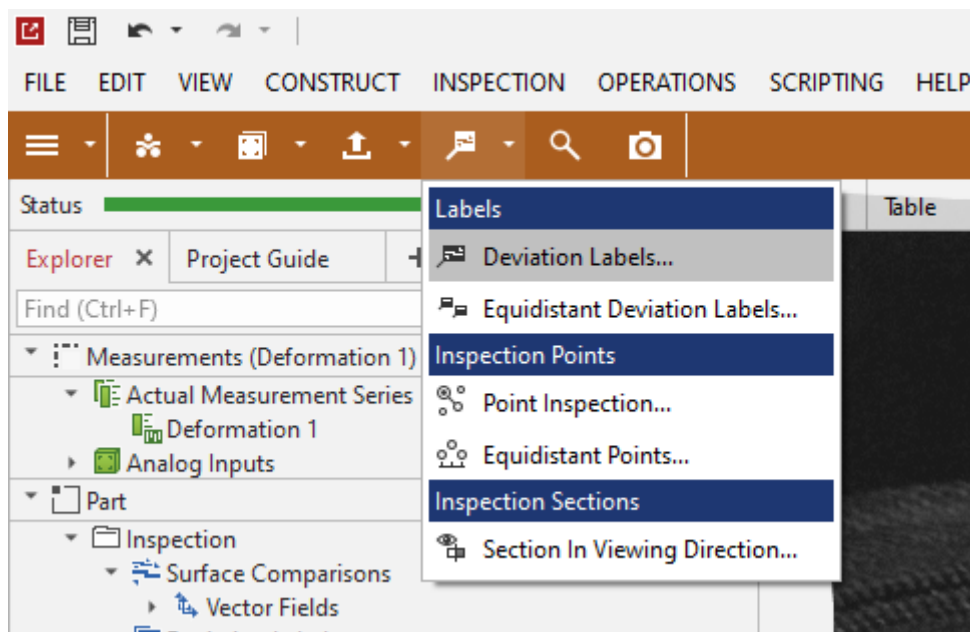 FILE EDIT VIEW CONSTRUCT INSPECTION OPERATIONS SCRIPTING HELP
Status
Table
Explorer
Project Guide
Find (Ctrl+F)
Measurements (Deformation 1)
Actual Measurement Series
Deformation 1
Analog Inputs
Part
Inspection
Surface Comparisons
Vector Fields
Labels
Deviation Labels...
Equidistant Deviation Labels...
Inspection Points
Point Inspection...
Equidistant Points...
Inspection Sections
Section In Viewing Direction...